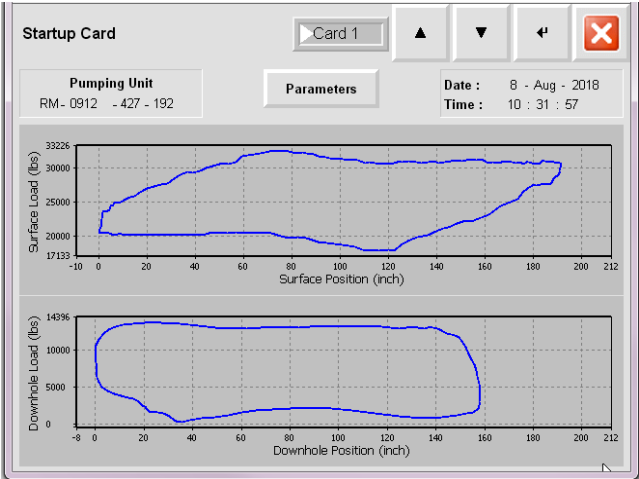 Startup Card
Card 1
Pumping Unit
RM- 0912 - 427 - 192
Parameters
Date : 8 - Aug - 2018
Time : 10 : 31 : 57
Surface Load (lbs)
33226
30000
25000
20000
17133
-10 0 20 40 60 80 100 120 140 160 180 200 212
Surface Position (inch)
Downhole Load (lbs)
14396
10000
5000
0
-8 0 20 40 60 80 100 120 140 160 180 200 212
Downhole Position (inch)